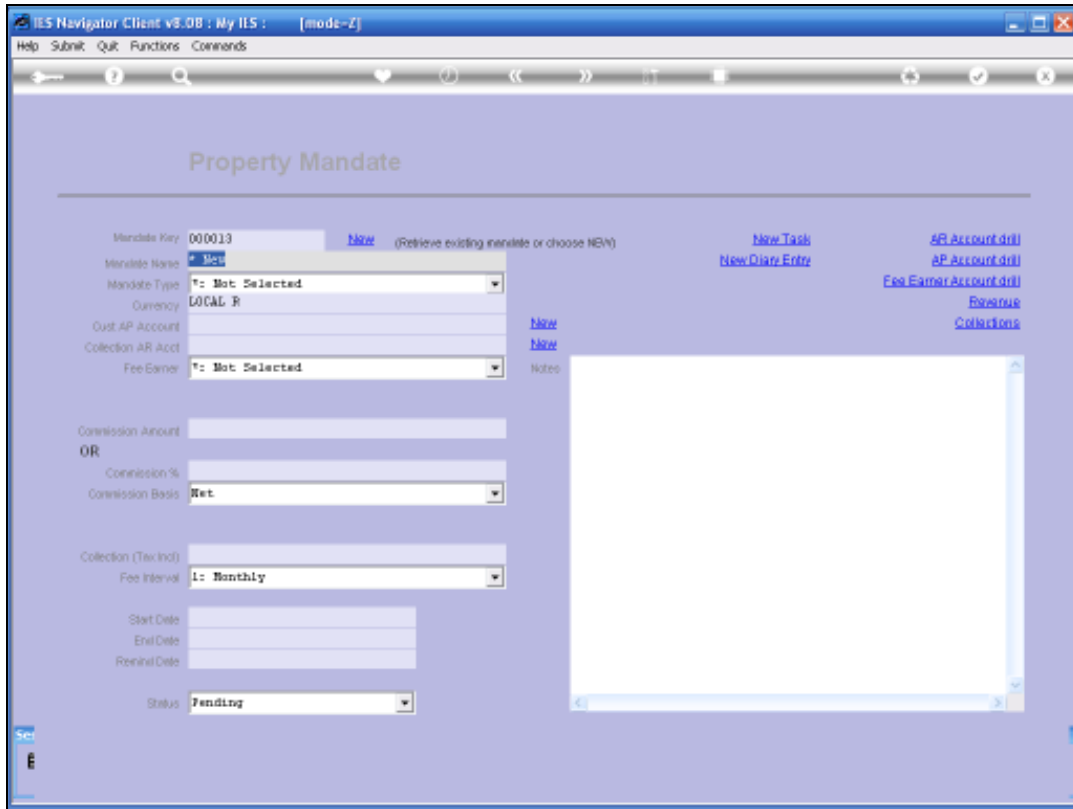 IES Navigator Client v8.08 : My IES : [mode=Z]
Help Submit Quit Functions Commands
Property Mandate
Mandate Key 000013 New (Retrieve existing mandate or choose NEW) New Task AR Account drill
Mandate Name * New New Diary Entry AP Account drill
Mandate Type *: Not Selected Fee Earner Account drill
Currency LOCAL R Revenue
Cust AP Account New Collections
Collection AR Acct New
Fee Earner *: Not Selected Notes
Commission Amount
OR
Commission %
Commission Basis Net
Collection (Tax Incl)
Fee Interval 1: Monthly
Start Date
End Date
Remind Date
Status Pending
Ses